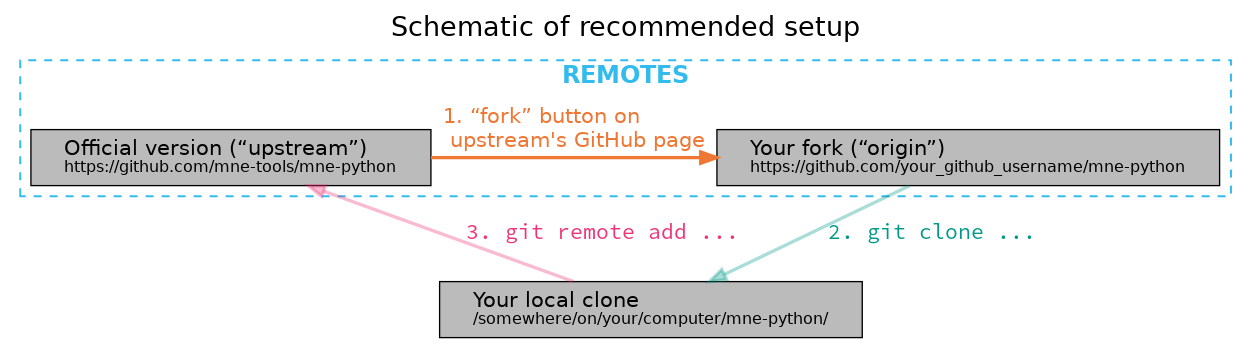 Schematic of recommended setup
REMOTES
1. “fork” button on
upstream's GitHub page
Official version (“upstream”)
https://github.com/mne-tools/mne-python
Your fork (“origin”)
https://github.com/your_github_username/mne-python
3. git remote add ...
2. git clone ...
Your local clone
/somewhere/on/your/computer/mne-python/